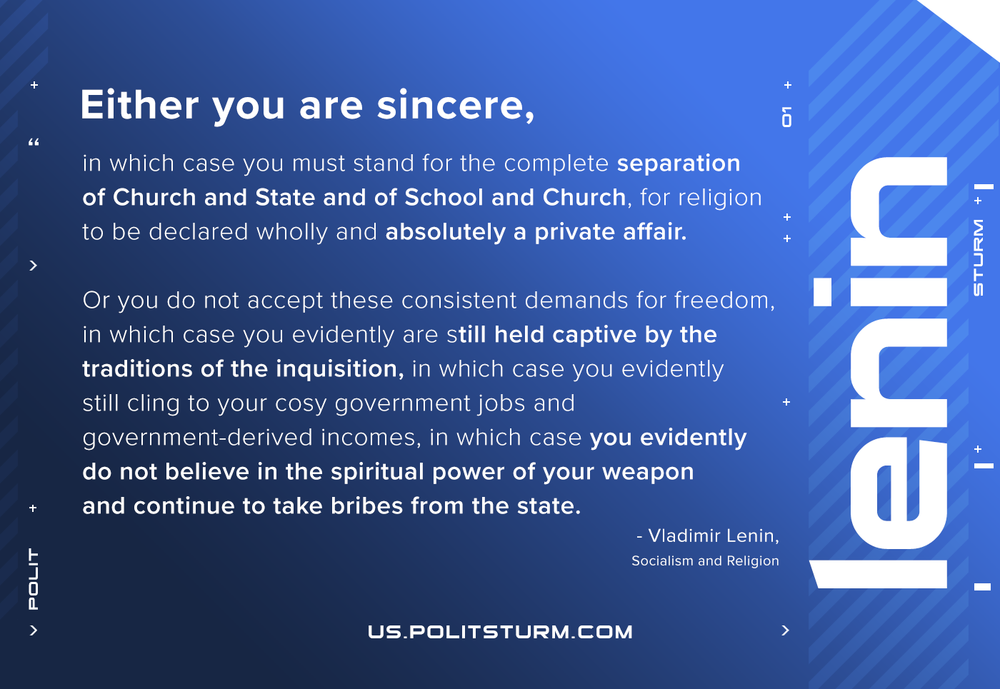 Either you are sincere,
“
in which case you must stand for the complete separation
of Church and State and of School and Church, for religion
to be declared wholly and absolutely a private affair.
Or you do not accept these consistent demands for freedom,
in which case you evidently are still held captive by the
traditions of the inquisition, in which case you evidently
still cling to your cosy government jobs and
government-derived incomes, in which case you evidently
do not believe in the spiritual power of your weapon
and continue to take bribes from the state.
- Vladimir Lenin,
Socialism and Religion
US.POLITSTURM.COM
POLIT
01
lenin
STURM